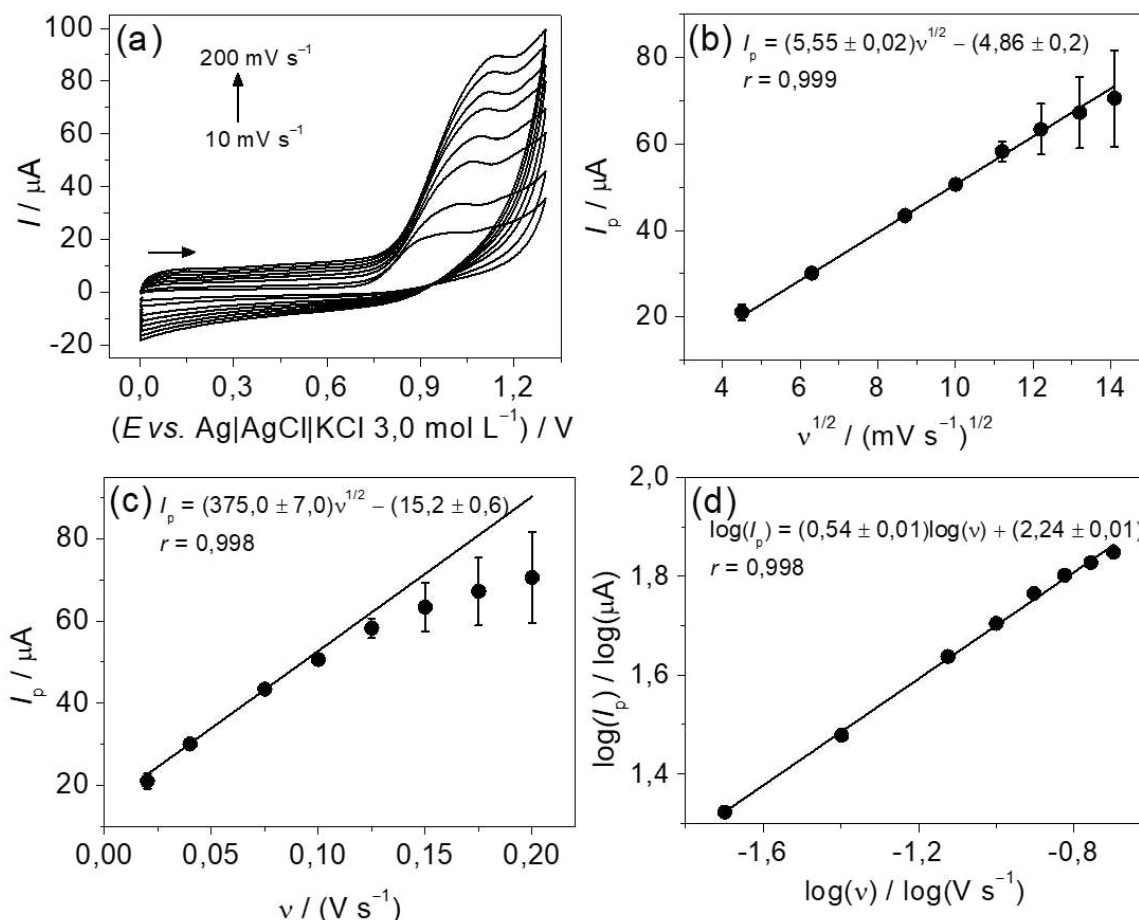 (a)
200 mV s⁻¹
10 mV s⁻¹
100
80
60
40
20
0
-20
I / μA
0,0 0,3 0,6 0,9 1,2
(E vs. Ag|AgCl|KCl 3,0 mol L⁻¹) / V
(b)
Iₚ = (5,55 ± 0,02)ν^1/2 − (4,86 ± 0,2)
r = 0,999
80
60
40
20
Iₚ / μA
4 6 8 10 12 14
ν^1/2 / (mV s⁻¹)^1/2
(c)
Iₚ = (375,0 ± 7,0)ν^1/2 − (15,2 ± 0,6)
r = 0,998
80
60
40
20
Iₚ / μA
0,00 0,05 0,10 0,15 0,20
ν / (V s⁻¹)
(d)
log(Iₚ) = (0,54 ± 0,01)log(ν) + (2,24 ± 0,01)
r = 0,998
2,0
1,8
1,6
1,4
log(Iₚ) / log(μA)
-1,6 -1,2 -0,8
log(ν) / log(V s⁻¹)